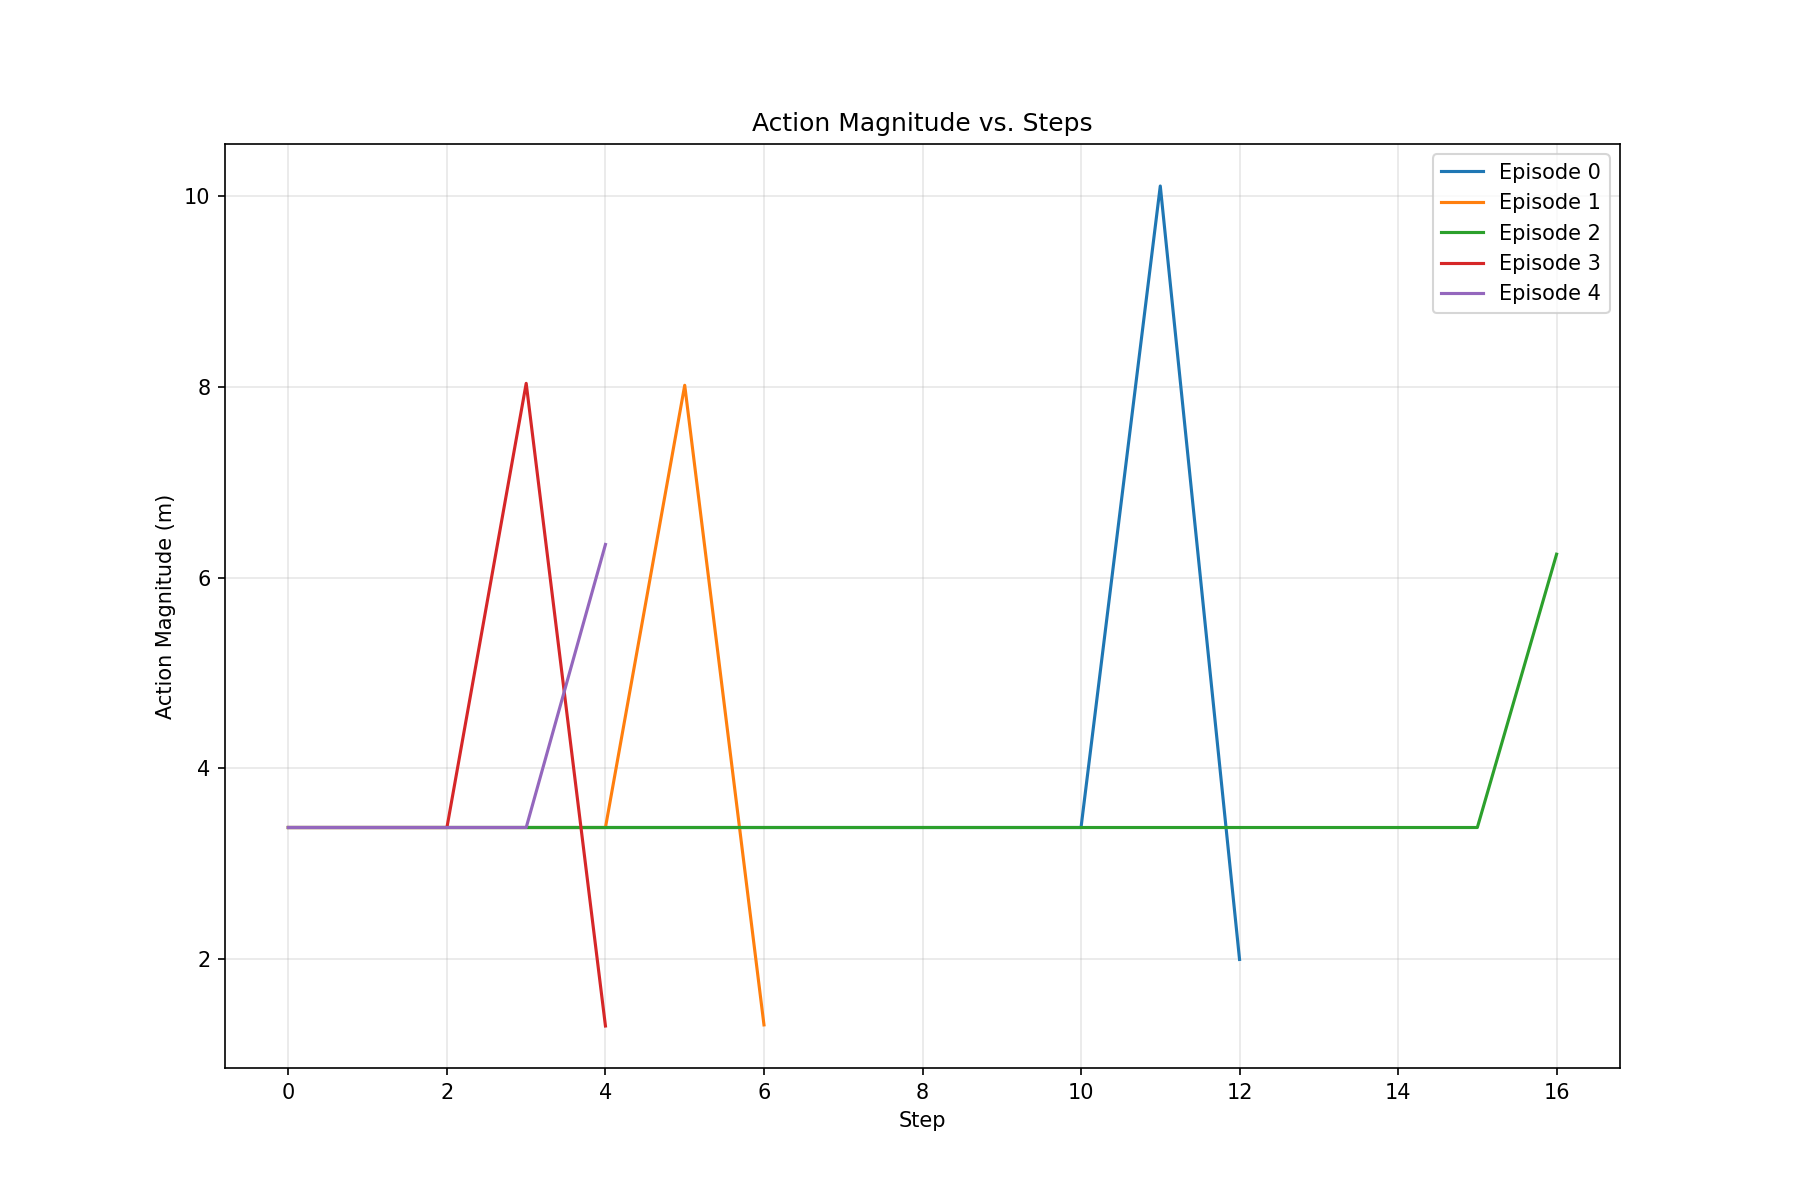 Action Magnitude vs. Steps
Action Magnitude (m)
10
8
6
4
2
Episode 0
Episode 1
Episode 2
Episode 3
Episode 4
0 2 4 6 8 10 12 14 16
Step